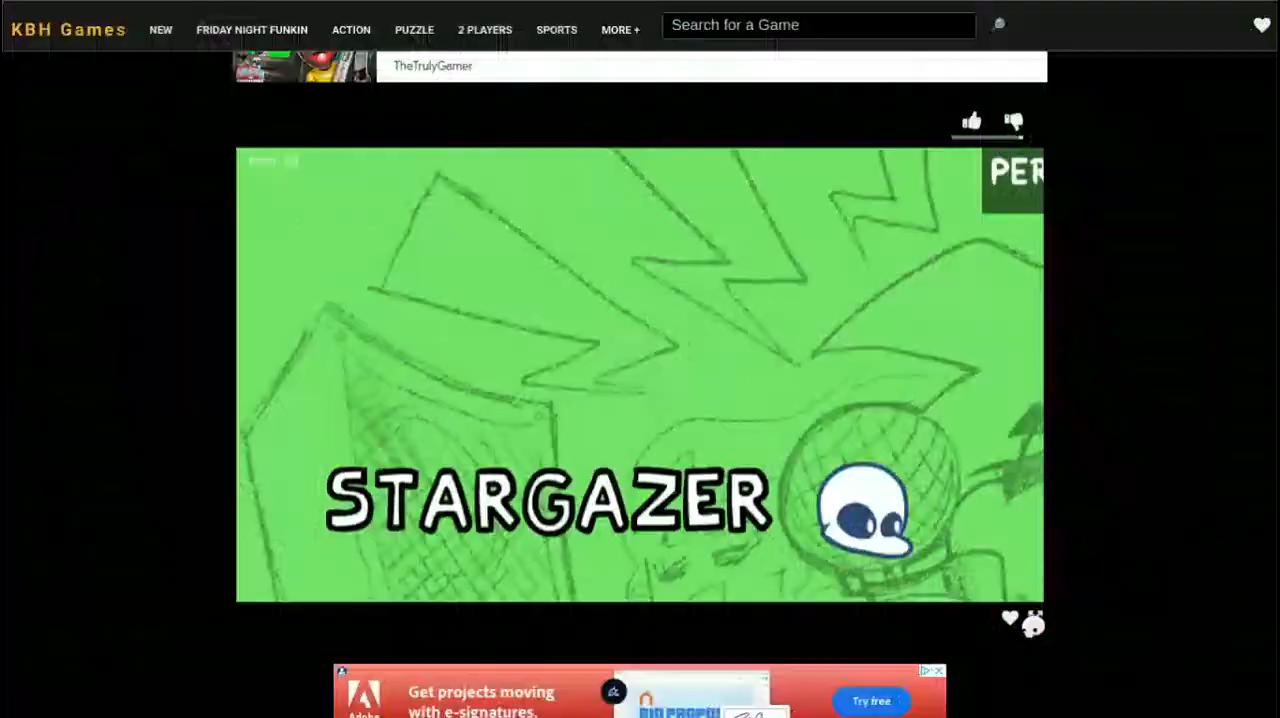 KBH Games NEW FRIDAY NIGHT FUNKIN ACTION PUZZLE 2 PLAYERS SPORTS MORE + Search for a Game
TheTrulyGamer
PER
STARGAZER
Get projects moving
with e-signatures.
Adobe
Try free